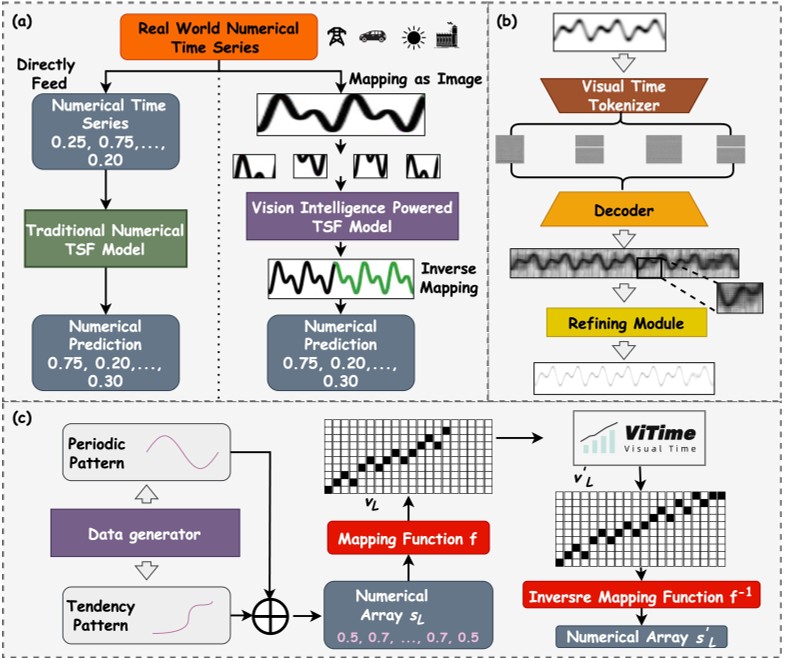 (a)
Real World Numerical
Time Series
Directly
Feed
Mapping as Image
Numerical Time
Series
0.25, 0.75,...,
0.20
Traditional Numerical
TSF Model
Vision Intelligence Powered
TSF Model
Inverse
Mapping
Numerical
Prediction
0.75, 0.20,...,
0.30
Numerical
Prediction
0.75, 0.20,...,
0.30
(b)
Visual Time
Tokenizer
Decoder
Refining Module
(c)
Periodic
Pattern
Data generator
Tendency
Pattern
v_L
Mapping Function f
Numerical
Array s_L
0.5, 0.7, ..., 0.7, 0.5
ViTime
Visual Time
v'_L
Inversre Mapping Function f⁻¹
Numerical Array s'_L